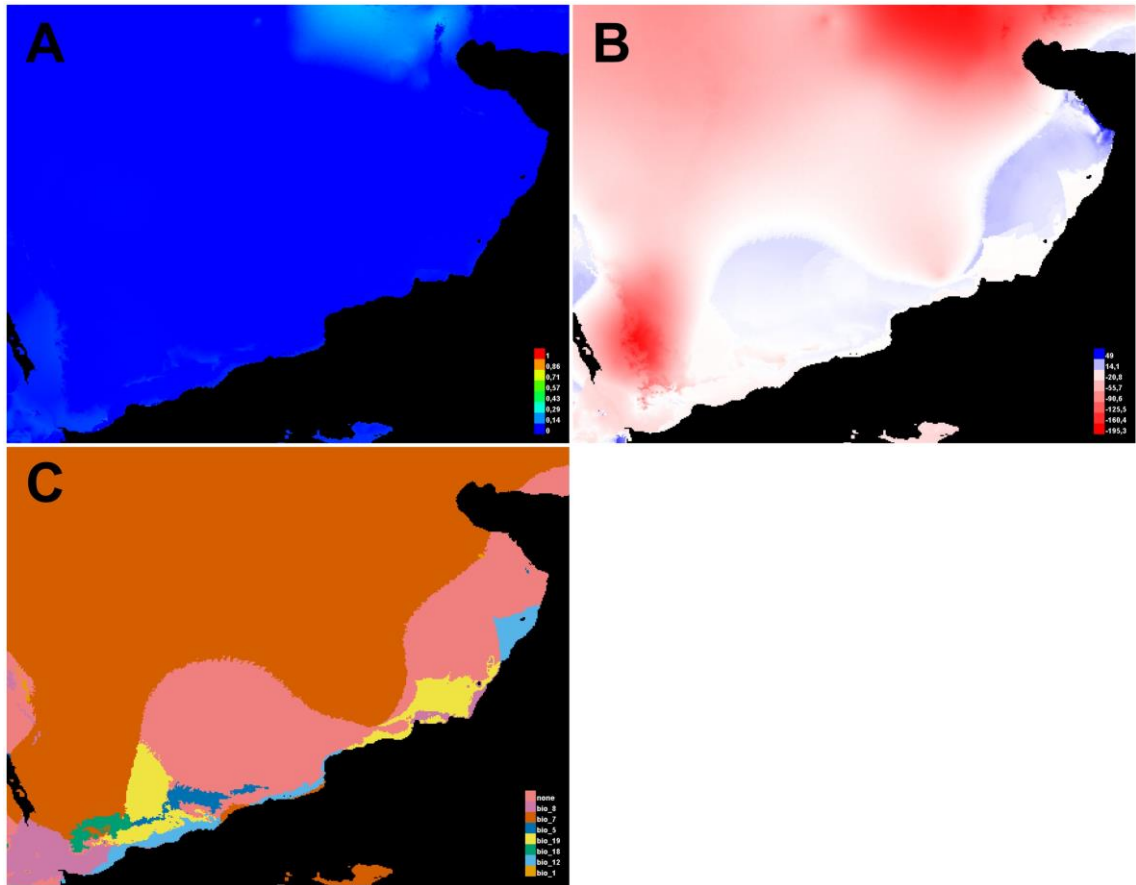 A
1
0,86
0,71
0,57
0,43
0,29
0,14
0
B
49
14,1
-20,8
-55,7
-90,6
-125,5
-160,4
-195,3
C
none
bio_8
bio_7
bio_5
bio_19
bio_18
bio_12
bio_1